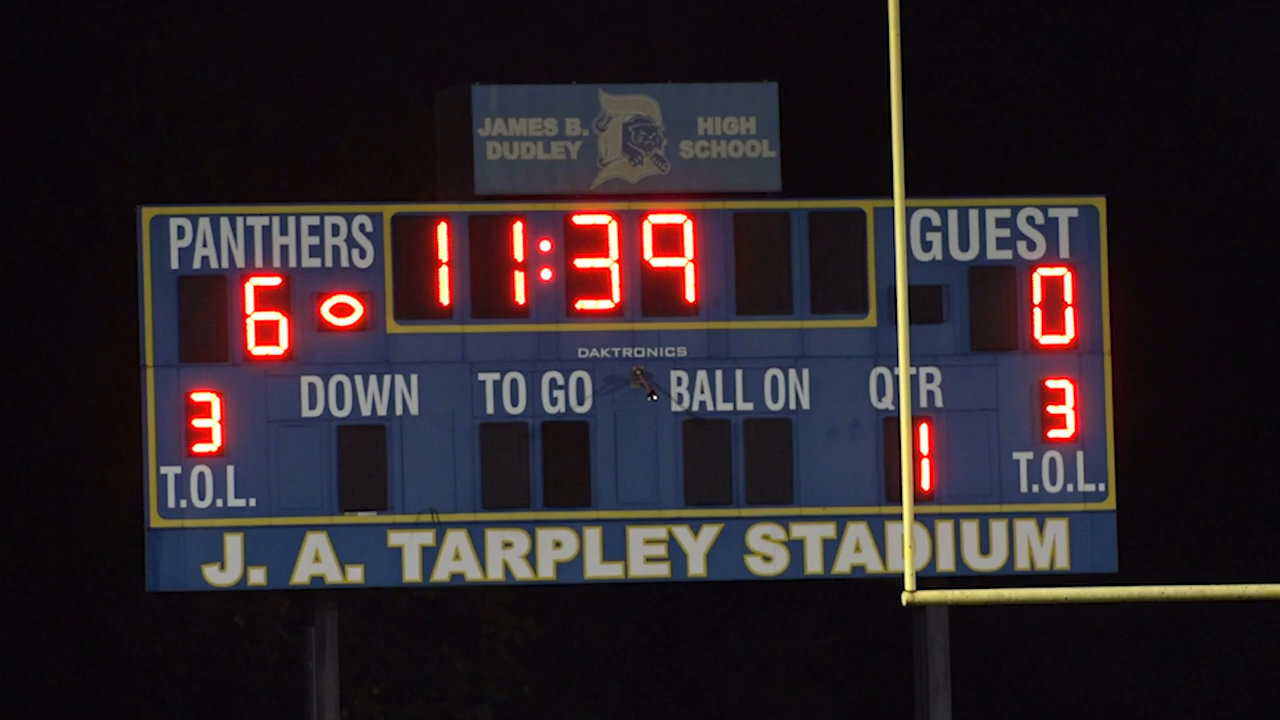 JAMES B. HIGH
DUDLEY SCHOOL
PANTHERS 11:39 GUEST
6 0
DAKTRONICS
DOWN TO GO BALL ON QTR
3 1 3
T.O.L. T.O.L.
J. A. TARPLEY STADIUM